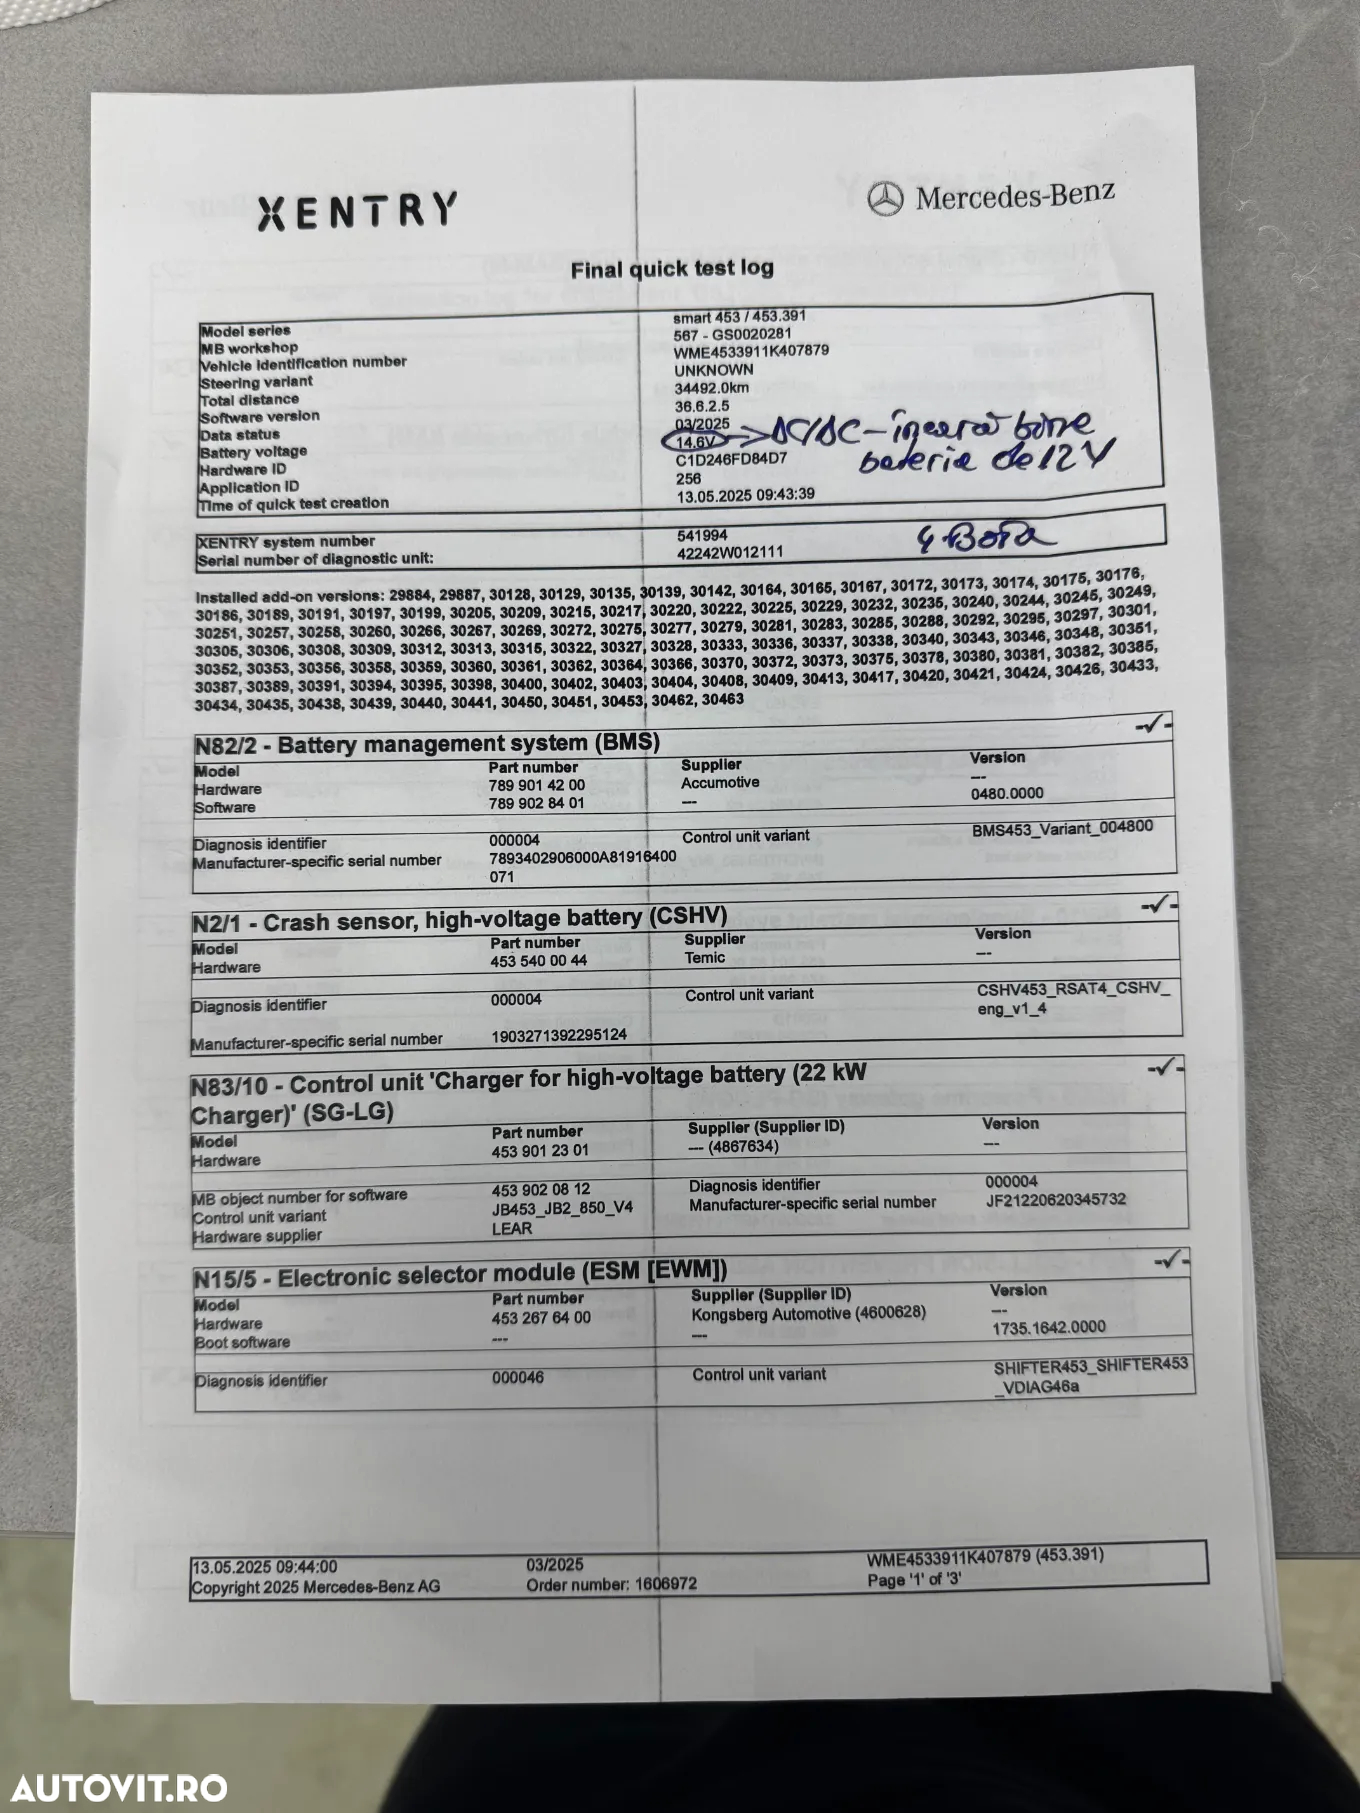 XENTRY
Mercedes-Benz
Final quick test log
Model series smart 453 / 453.391
MB workshop 567 - GS0020281
Vehicle identification number WME4533911K407879
Steering variant UNKNOWN
Total distance 34492.0km
Software version 36.6.2.5
Data status 03/2025
Battery voltage 14.6V
DC/DC - încarcă bine
baterie de 12V
Hardware ID C1D246FD84D7
Application ID 256
Time of quick test creation 13.05.2025 09:43:39
XENTRY system number 541994
Serial number of diagnostic unit: 42242W012111
Installed add-on versions: 29884, 29887, 30128, 30129, 30135, 30139, 30142, 30164, 30165, 30167, 30172, 30173, 30174, 30175, 30176,
30186, 30189, 30191, 30197, 30199, 30205, 30209, 30215, 30217, 30220, 30222, 30225, 30229, 30232, 30235, 30240, 30244, 30245, 30249,
30251, 30257, 30258, 30260, 30266, 30267, 30269, 30272, 30275, 30277, 30279, 30281, 30283, 30285, 30288, 30292, 30295, 30297, 30301,
30305, 30306, 30308, 30309, 30312, 30313, 30315, 30322, 30327, 30328, 30333, 30336, 30337, 30338, 30340, 30343, 30346, 30348, 30351,
30352, 30353, 30356, 30358, 30359, 30360, 30361, 30362, 30364, 30366, 30370, 30372, 30373, 30375, 30378, 30380, 30381, 30382, 30385,
30387, 30389, 30391, 30394, 30395, 30398, 30400, 30402, 30403, 30404, 30408, 30409, 30413, 30417, 30420, 30421, 30424, 30426, 30433,
30434, 30435, 30438, 30439, 30440, 30441, 30450, 30451, 30453, 30462, 30463
N82/2 - Battery management system (BMS) -✓-
Model Part number Supplier Version
Hardware 789 901 42 00 Accumotive ---
Software 789 902 84 01 --- 0480.0000
Diagnosis identifier 000004 Control unit variant BMS453_Variant_004800
Manufacturer-specific serial number 7893402906000A81916400
071
N2/1 - Crash sensor, high-voltage battery (CSHV) -✓-
Model Part number Supplier Version
Hardware 453 540 00 44 Temic ---
Diagnosis identifier 000004 Control unit variant CSHV453_RSAT4_CSHV_
eng_v1_4
Manufacturer-specific serial number 1903271392295124
N83/10 - Control unit 'Charger for high-voltage battery (22 kW -✓-
Charger)' (SG-LG)
Model Part number Supplier (Supplier ID) Version
Hardware 453 901 23 01 --- (4867634) ---
MB object number for software 453 902 08 12 Diagnosis identifier 000004
Control unit variant JB453_JB2_850_V4 Manufacturer-specific serial number JF21220620345732
Hardware supplier LEAR
N15/5 - Electronic selector module (ESM [EWM]) -✓-
Model Part number Supplier (Supplier ID) Version
Hardware 453 267 64 00 Kongsberg Automotive (4600628) ---
Boot software --- --- 1735.1642.0000
Diagnosis identifier 000046 Control unit variant SHIFTER453_SHIFTER453
_VDIAG46a
13.05.2025 09:44:00 03/2025 WME4533911K407879 (453.391)
Copyright 2025 Mercedes-Benz AG Order number: 1606972 Page '1' of '3'
AUTOVIT.RO